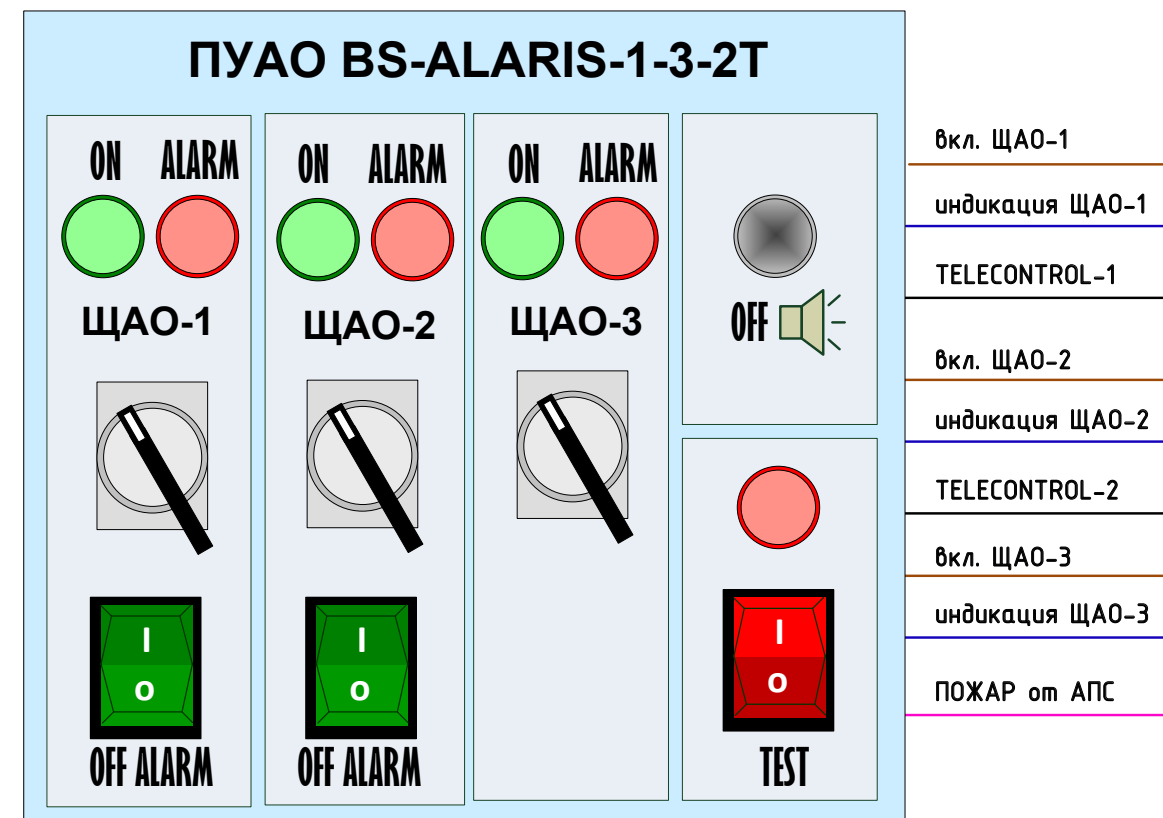 ПУАО BS-ALARIS-1-3-2T
ON ALARM
ЩАО-1
I
o
OFF ALARM
ON ALARM
ЩАО-2
I
o
OFF ALARM
ON ALARM
ЩАО-3
OFF
I
o
TEST
вкл. ЩАО-1
индикация ЩАО-1
TELECONTROL-1
вкл. ЩАО-2
индикация ЩАО-2
TELECONTROL-2
вкл. ЩАО-3
индикация ЩАО-3
ПОЖАР от АПС